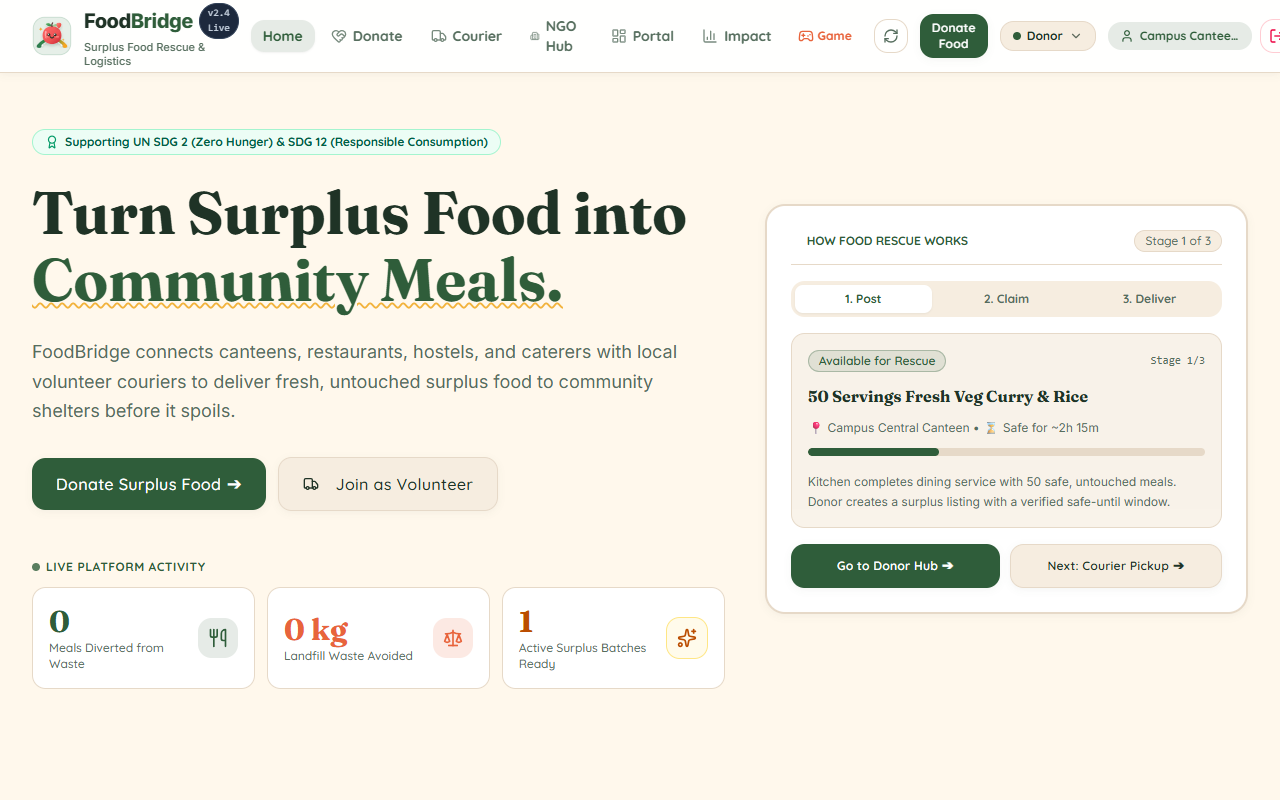 FoodBridge
v2.4
Live
Surplus Food Rescue &
Logistics
Home
Donate
Courier
NGO
Hub
Portal
Impact
Game
Donate
Food
Donor
Campus Cantee...
Supporting UN SDG 2 (Zero Hunger) & SDG 12 (Responsible Consumption)
Turn Surplus Food into
Community Meals.
FoodBridge connects canteens, restaurants, hostels, and caterers with local
volunteer couriers to deliver fresh, untouched surplus food to community
shelters before it spoils.
Donate Surplus Food ➔
Join as Volunteer
LIVE PLATFORM ACTIVITY
0
Meals Diverted from
Waste
0 kg
Landfill Waste Avoided
1
Active Surplus Batches
Ready
HOW FOOD RESCUE WORKS
Stage 1 of 3
1. Post
2. Claim
3. Deliver
Available for Rescue
Stage 1/3
50 Servings Fresh Veg Curry & Rice
📍 Campus Central Canteen • ⏳ Safe for ~2h 15m
Kitchen completes dining service with 50 safe, untouched meals.
Donor creates a surplus listing with a verified safe-until window.
Go to Donor Hub ➔
Next: Courier Pickup ➔